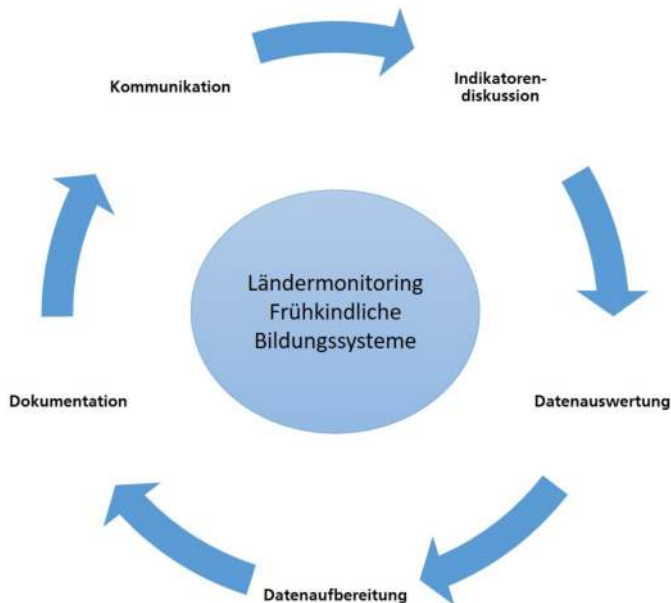 Kommunikation
Indikatoren-
diskussion
Ländermonitoring
Frühkindliche
Bildungssysteme
Dokumentation
Datenauswertung
Datenaufbereitung